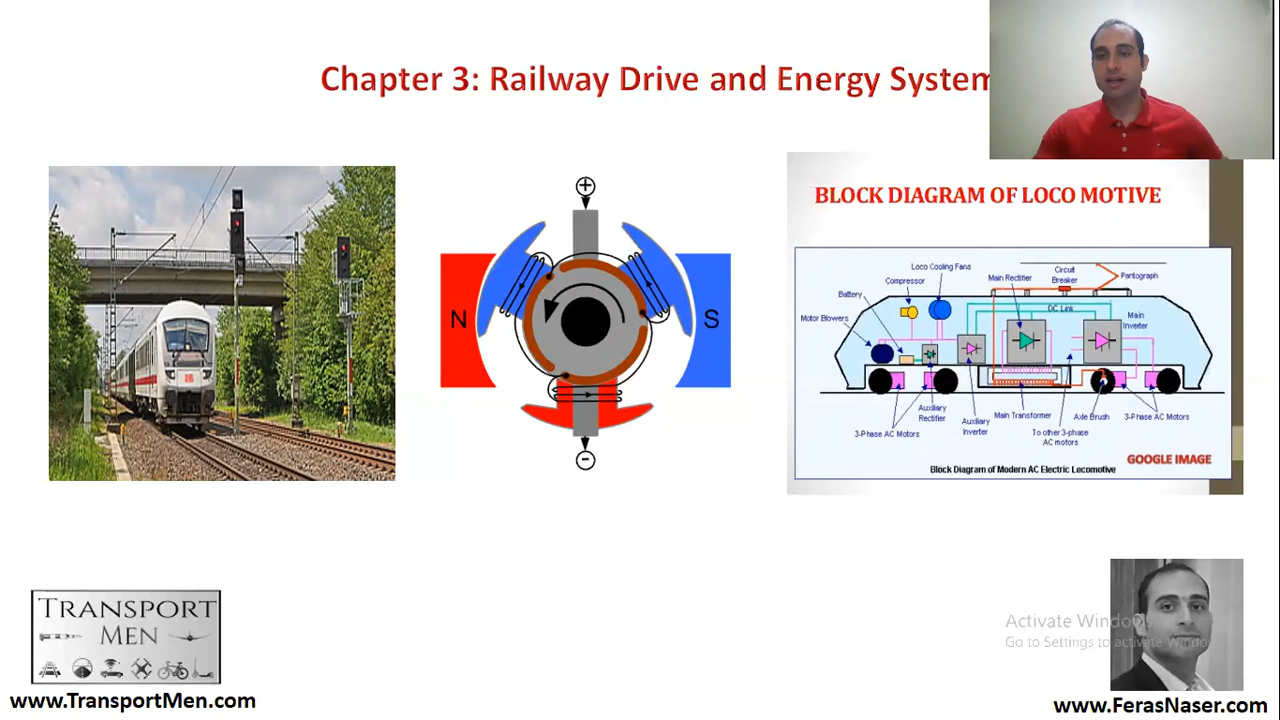 Chapter 3: Railway Drive and Energy System
BLOCK DIAGRAM OF LOCO MOTIVE
Loco Cooling Fans
Compressor
Battery
Motor Blowers
Main Rectifier
Circuit
Breaker
Pantograph
DC Link
Main
Inverter
3-Phase AC Motors
Auxiliary
Rectifier
Auxiliary
Inverter
Main Transformer
To other 3-phase
AC motors
Axle Brush
3-Phase AC Motors
GOOGLE IMAGE
Block Diagram of Modern AC Electric Locomotive
+
N
S
-
DB
TRANSPORT
MEN
www.TransportMen.com
Activate Windows
Go to Settings to activate Windows
www.FerasNaser.com